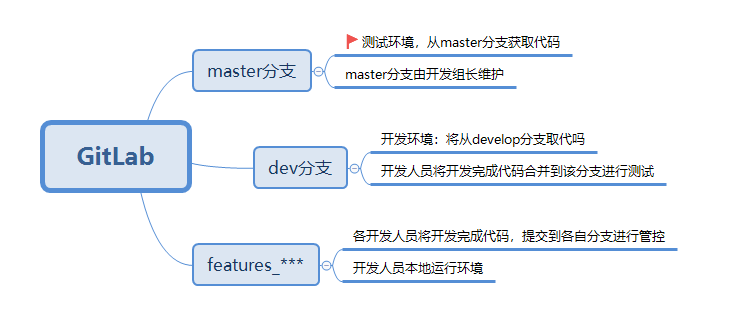 GitLab
master分支
测试环境，从master分支获取代码
master分支由开发组长维护
dev分支
开发环境：将从develop分支取代吗
开发人员将开发完成代码合并到该分支进行测试
features_***
各开发人员将开发完成代码，提交到各自分支进行管控
开发人员本地运行环境